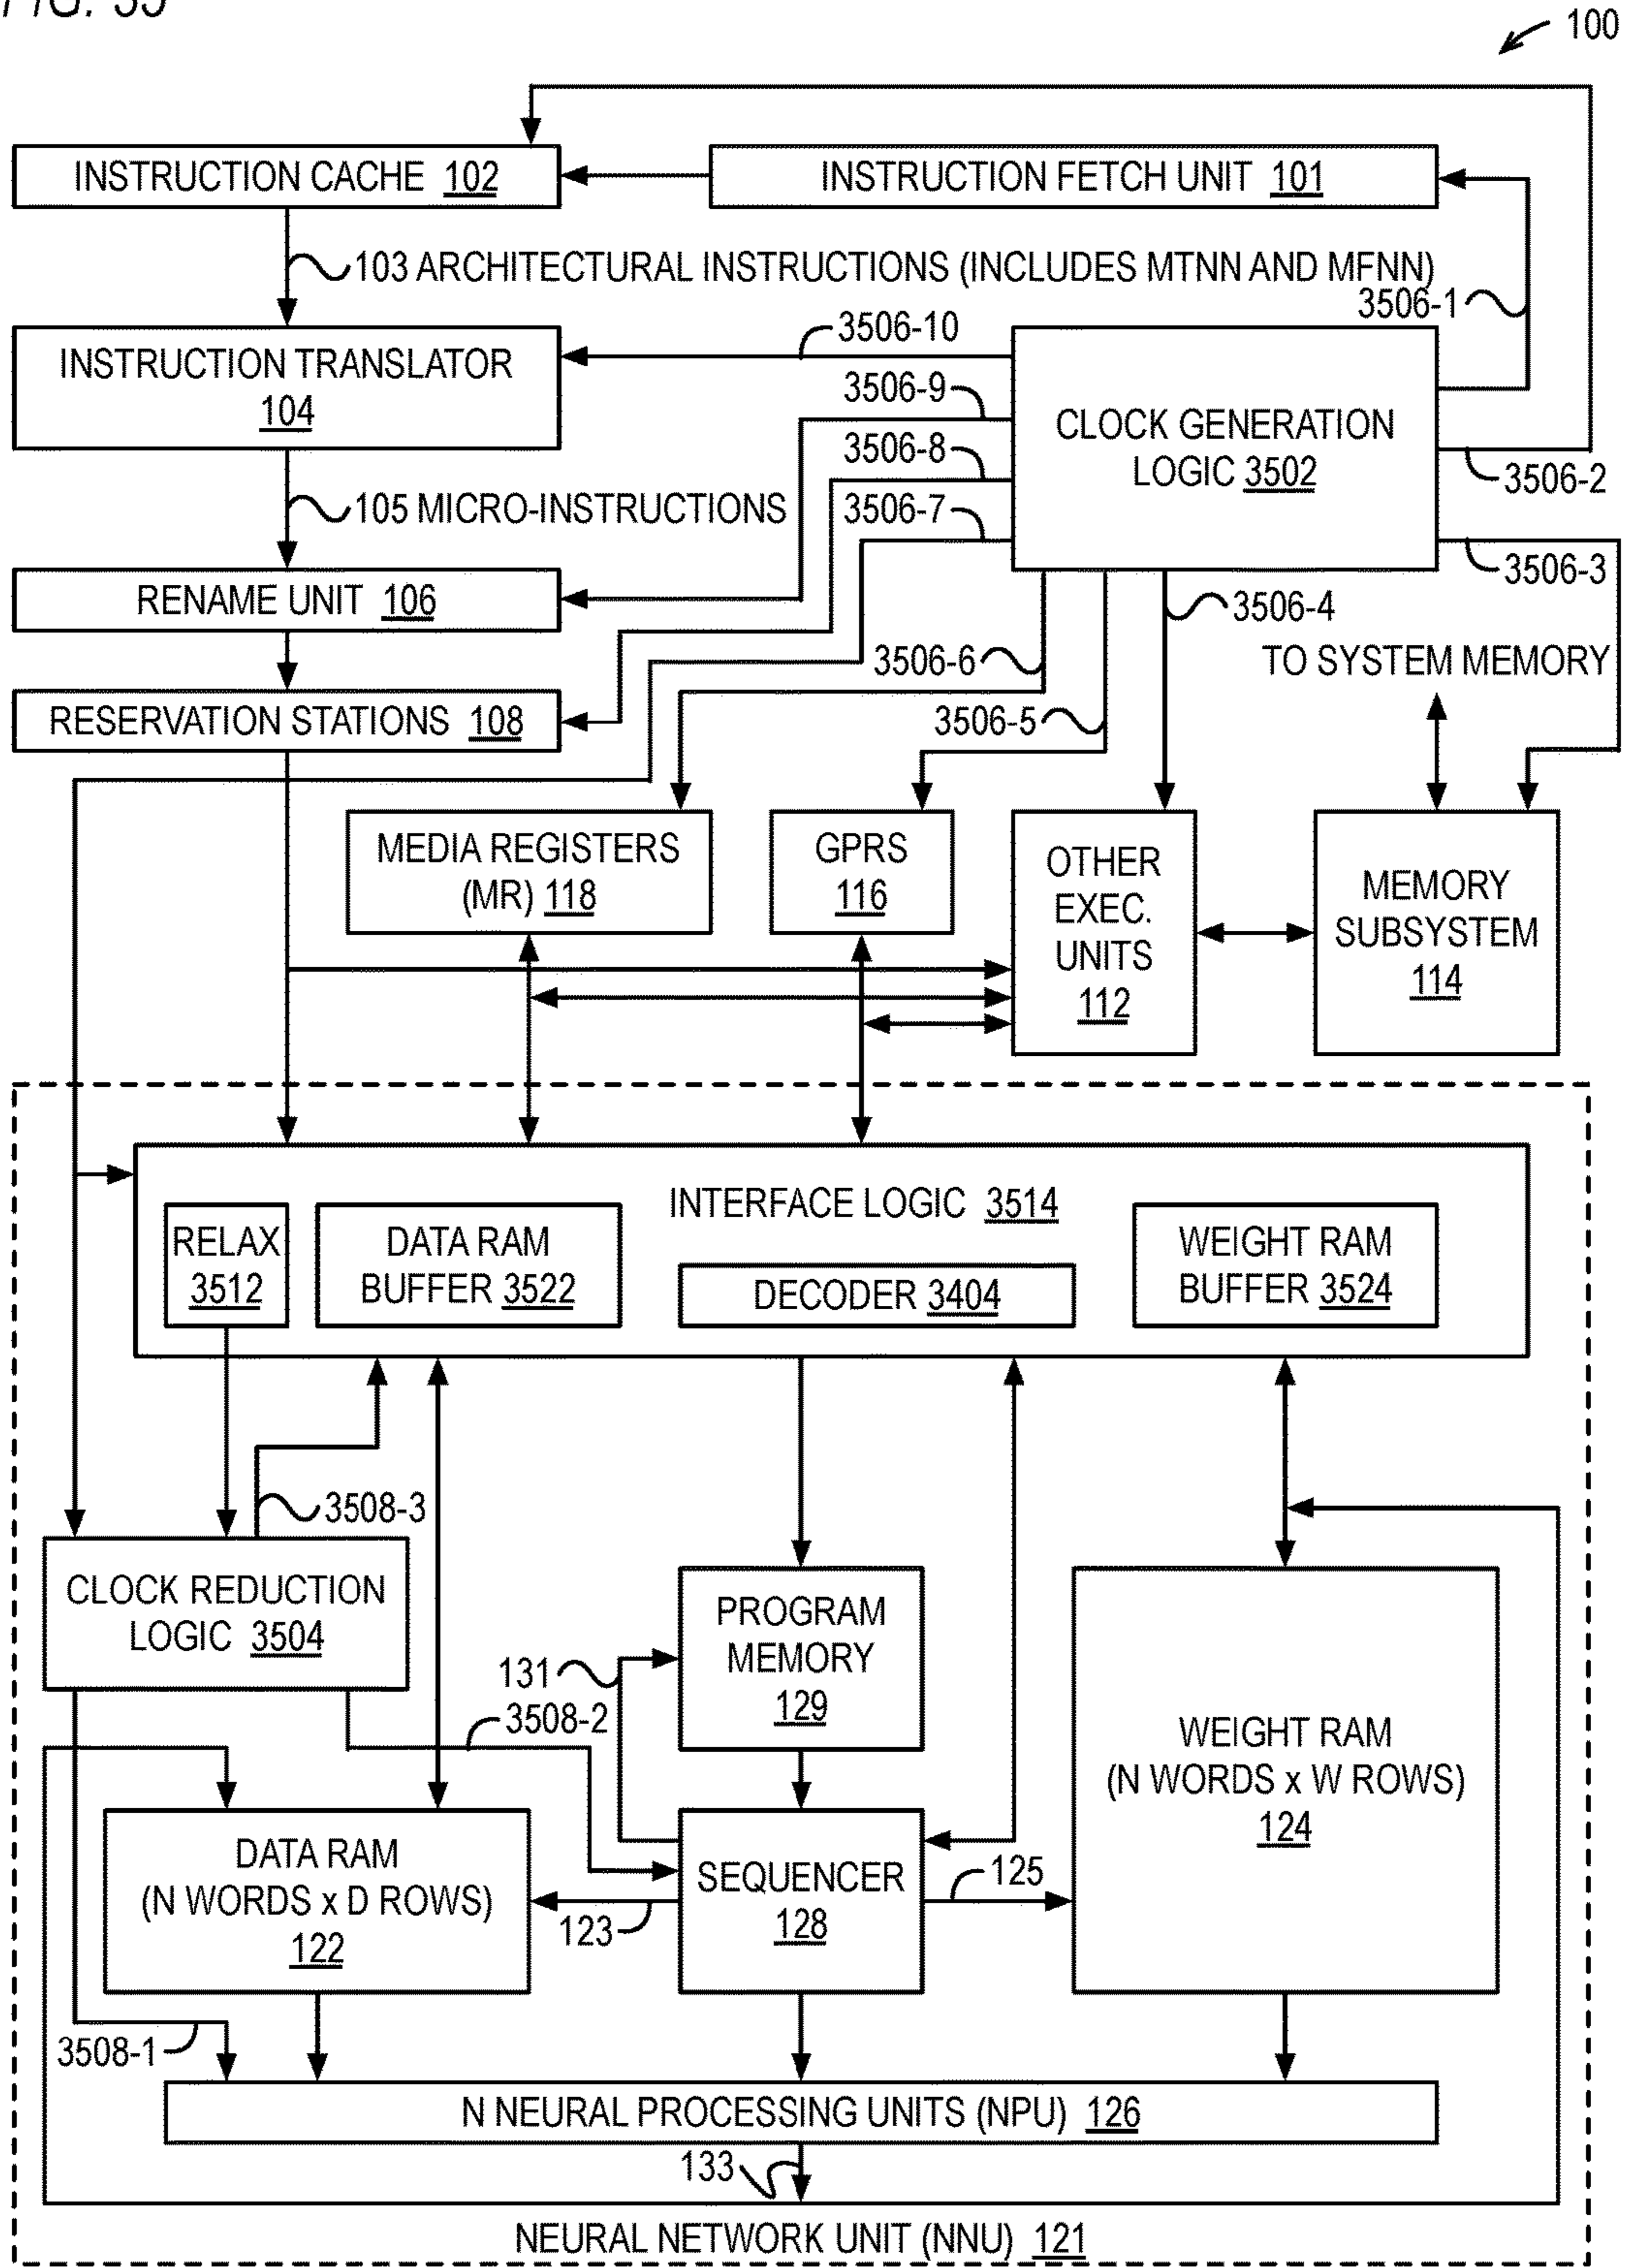 FIG. 35
100
INSTRUCTION CACHE 102
INSTRUCTION FETCH UNIT 101
103 ARCHITECTURAL INSTRUCTIONS (INCLUDES MTNN AND MFNN)
3506-1
INSTRUCTION TRANSLATOR
104
3506-10
3506-9
3506-8
3506-7
CLOCK GENERATION
LOGIC 3502
3506-2
3506-3
105 MICRO-INSTRUCTIONS
RENAME UNIT 106
3506-4
3506-6
3506-5
TO SYSTEM MEMORY
RESERVATION STATIONS 108
MEDIA REGISTERS
(MR) 118
GPRS
116
OTHER
EXEC.
UNITS
112
MEMORY
SUBSYSTEM
114
INTERFACE LOGIC 3514
RELAX
3512
DATA RAM
BUFFER 3522
DECODER 3404
WEIGHT RAM
BUFFER 3524
3508-3
CLOCK REDUCTION
LOGIC 3504
PROGRAM
MEMORY
129
131
3508-2
WEIGHT RAM
(N WORDS x W ROWS)
124
DATA RAM
(N WORDS x D ROWS)
122
SEQUENCER
128
123
125
3508-1
N NEURAL PROCESSING UNITS (NPU) 126
133
NEURAL NETWORK UNIT (NNU) 121